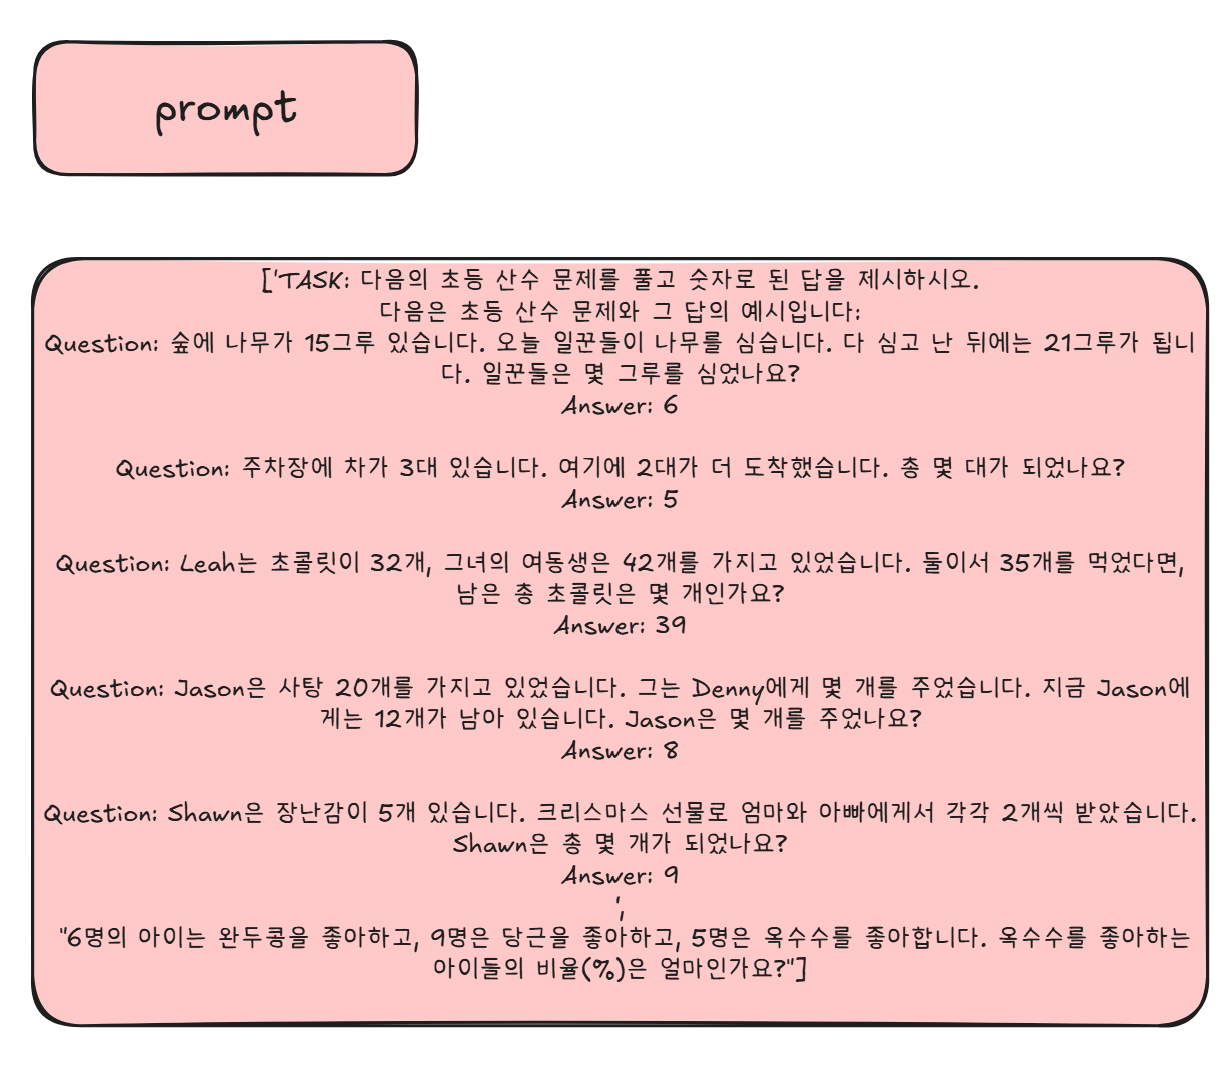 prompt
['TASK: 다음의 초등 산수 문제를 풀고 숫자로 된 답을 제시하시오.
다음은 초등 산수 문제와 그 답의 예시입니다:
Question: 숲에 나무가 15그루 있습니다. 오늘 일꾼들이 나무를 심습니다. 다 심고 난 뒤에는 21그루가 됩니
다. 일꾼들은 몇 그루를 심었나요?
Answer: 6
Question: 주차장에 차가 3대 있습니다. 여기에 2대가 더 도착했습니다. 총 몇 대가 되었나요?
Answer: 5
Question: Leah는 초콜릿이 32개, 그녀의 여동생은 42개를 가지고 있었습니다. 둘이서 35개를 먹었다면,
남은 총 초콜릿은 몇 개인가요?
Answer: 39
Question: Jason은 사탕 20개를 가지고 있었습니다. 그는 Denny에게 몇 개를 주었습니다. 지금 Jason에
게는 12개가 남아 있습니다. Jason은 몇 개를 주었나요?
Answer: 8
Question: Shawn은 장난감이 5개 있습니다. 크리스마스 선물로 엄마와 아빠에게서 각각 2개씩 받았습니다.
Shawn은 총 몇 개가 되었나요?
Answer: 9
',
"6명의 아이는 완두콩을 좋아하고, 9명은 당근을 좋아하고, 5명은 옥수수를 좋아합니다. 옥수수를 좋아하는
아이들의 비율(%)은 얼마인가요?"]